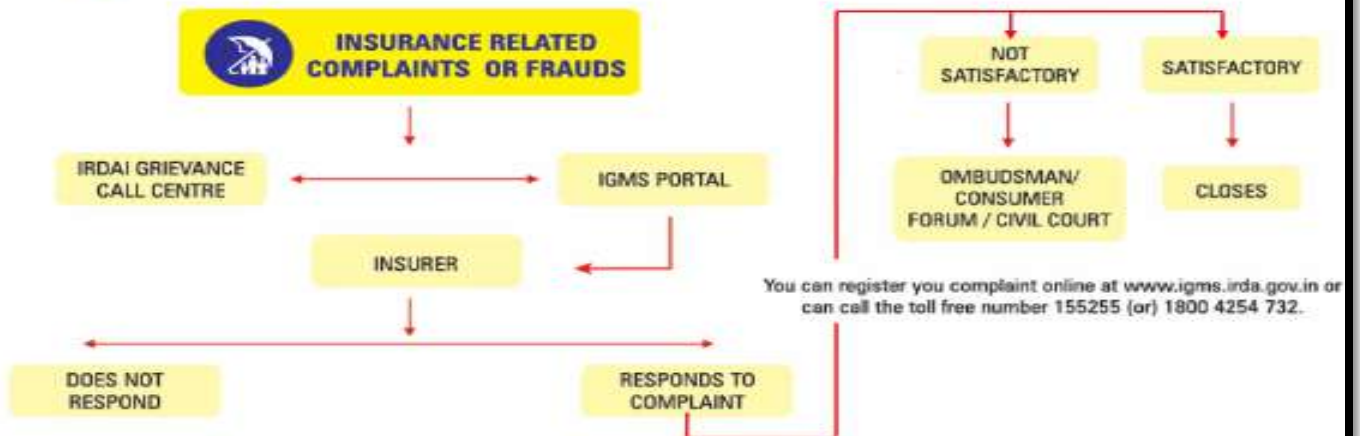 INSURANCE RELATED
COMPLAINTS OR FRAUDS
IRDAI GRIEVANCE
CALL CENTRE
IGMS PORTAL
INSURER
DOES NOT
RESPOND
RESPONDS TO
COMPLAINT
NOT
SATISFACTORY
SATISFACTORY
OMBUDSMAN/
CONSUMER
FORUM / CIVIL COURT
CLOSES
You can register you complaint online at www.igms.irda.gov.in or
can call the toll free number 155255 (or) 1800 4254 732.